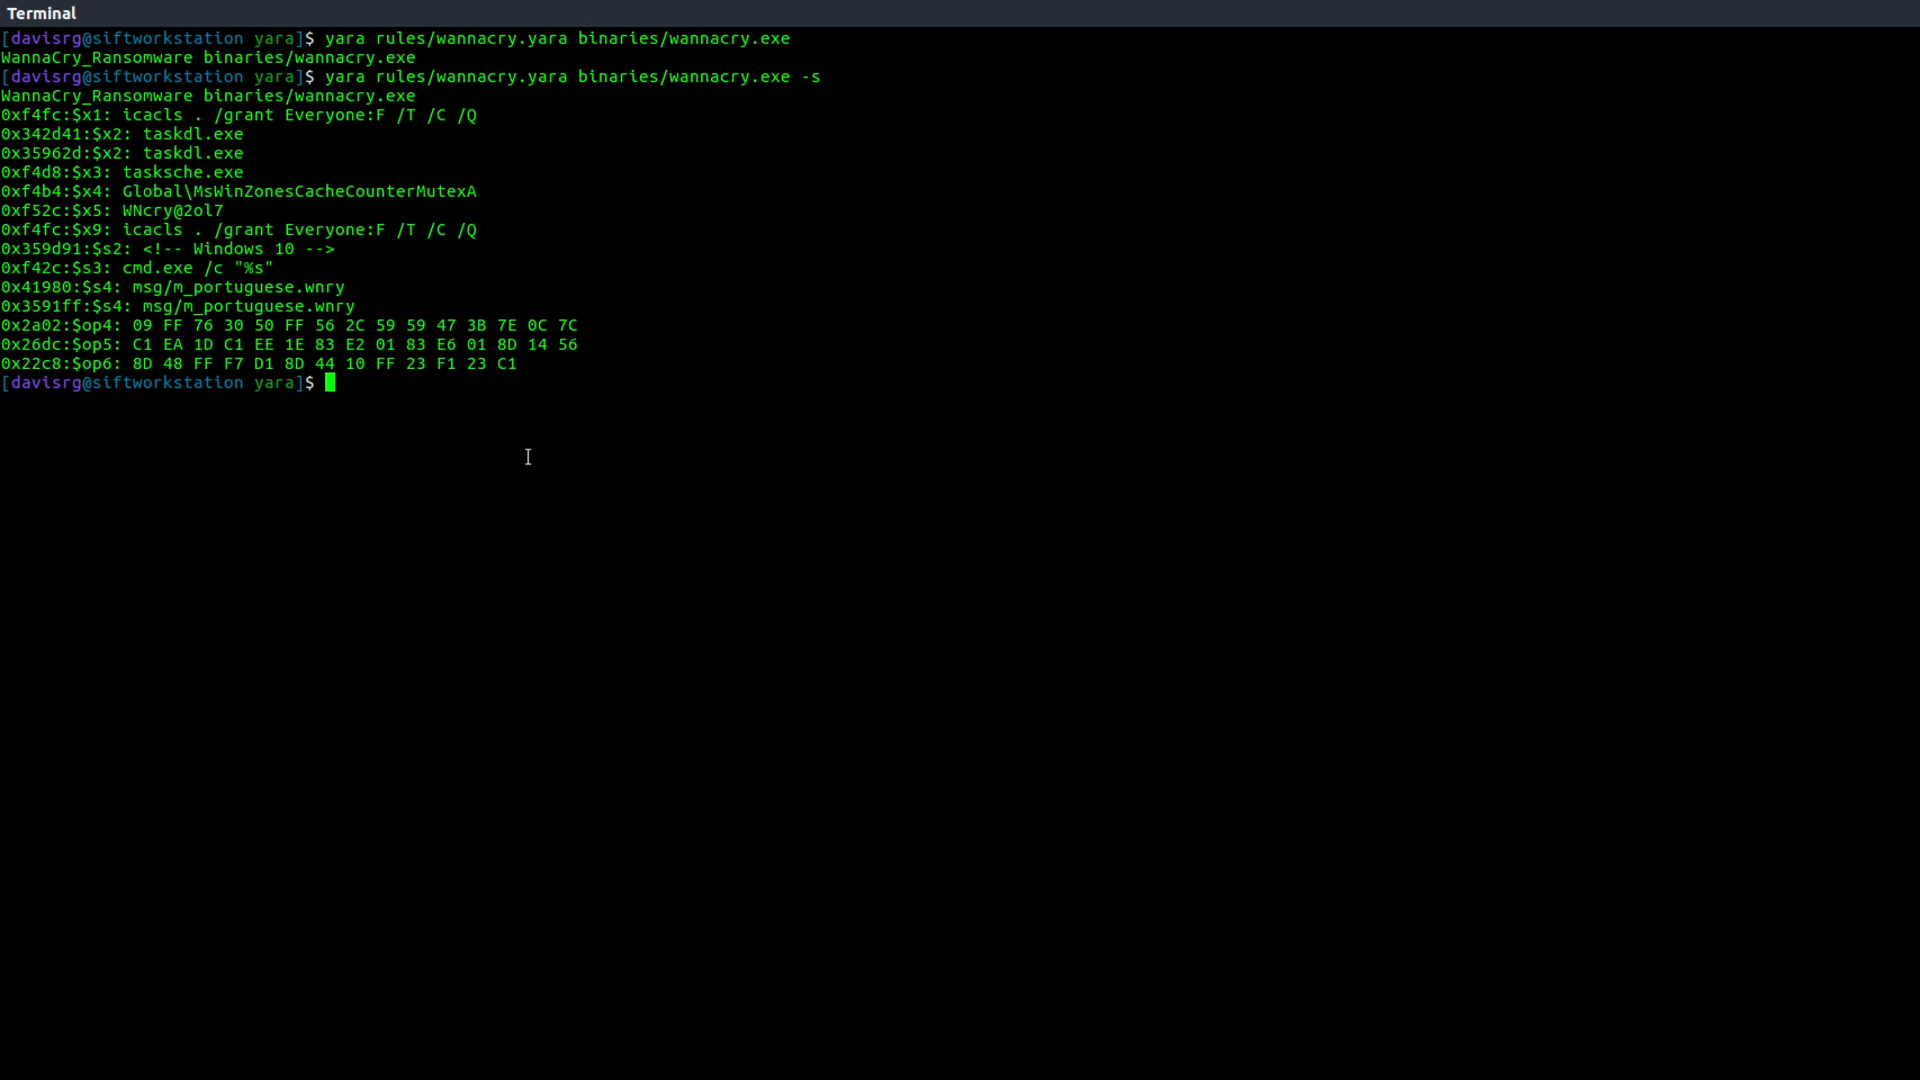 Terminal
[davisrg@siftworkstation yara]$ yara rules/wannacry.yara binaries/wannacry.exe
WannaCry_Ransomware binaries/wannacry.exe
[davisrg@siftworkstation yara]$ yara rules/wannacry.yara binaries/wannacry.exe -s
WannaCry_Ransomware binaries/wannacry.exe
0xf4fc:$x1: icacls . /grant Everyone:F /T /C /Q
0x342d41:$x2: taskdl.exe
0x35962d:$x2: taskdl.exe
0xf4d8:$x3: tasksche.exe
0xf4b4:$x4: Global\MsWinZonesCacheCounterMutexA
0xf52c:$x5: WNcry@2ol7
0xf4fc:$x9: icacls . /grant Everyone:F /T /C /Q
0x359d91:$s2: <!-- Windows 10 -->
0xf42c:$s3: cmd.exe /c "%s"
0x41980:$s4: msg/m_portuguese.wnry
0x3591ff:$s4: msg/m_portuguese.wnry
0x2a02:$op4: 09 FF 76 30 50 FF 56 2C 59 59 47 3B 7E 0C 7C
0x26dc:$op5: C1 EA 1D C1 EE 1E 83 E2 01 83 E6 01 8D 14 56
0x22c8:$op6: 8D 48 FF F7 D1 8D 44 10 FF 23 F1 23 C1
[davisrg@siftworkstation yara]$